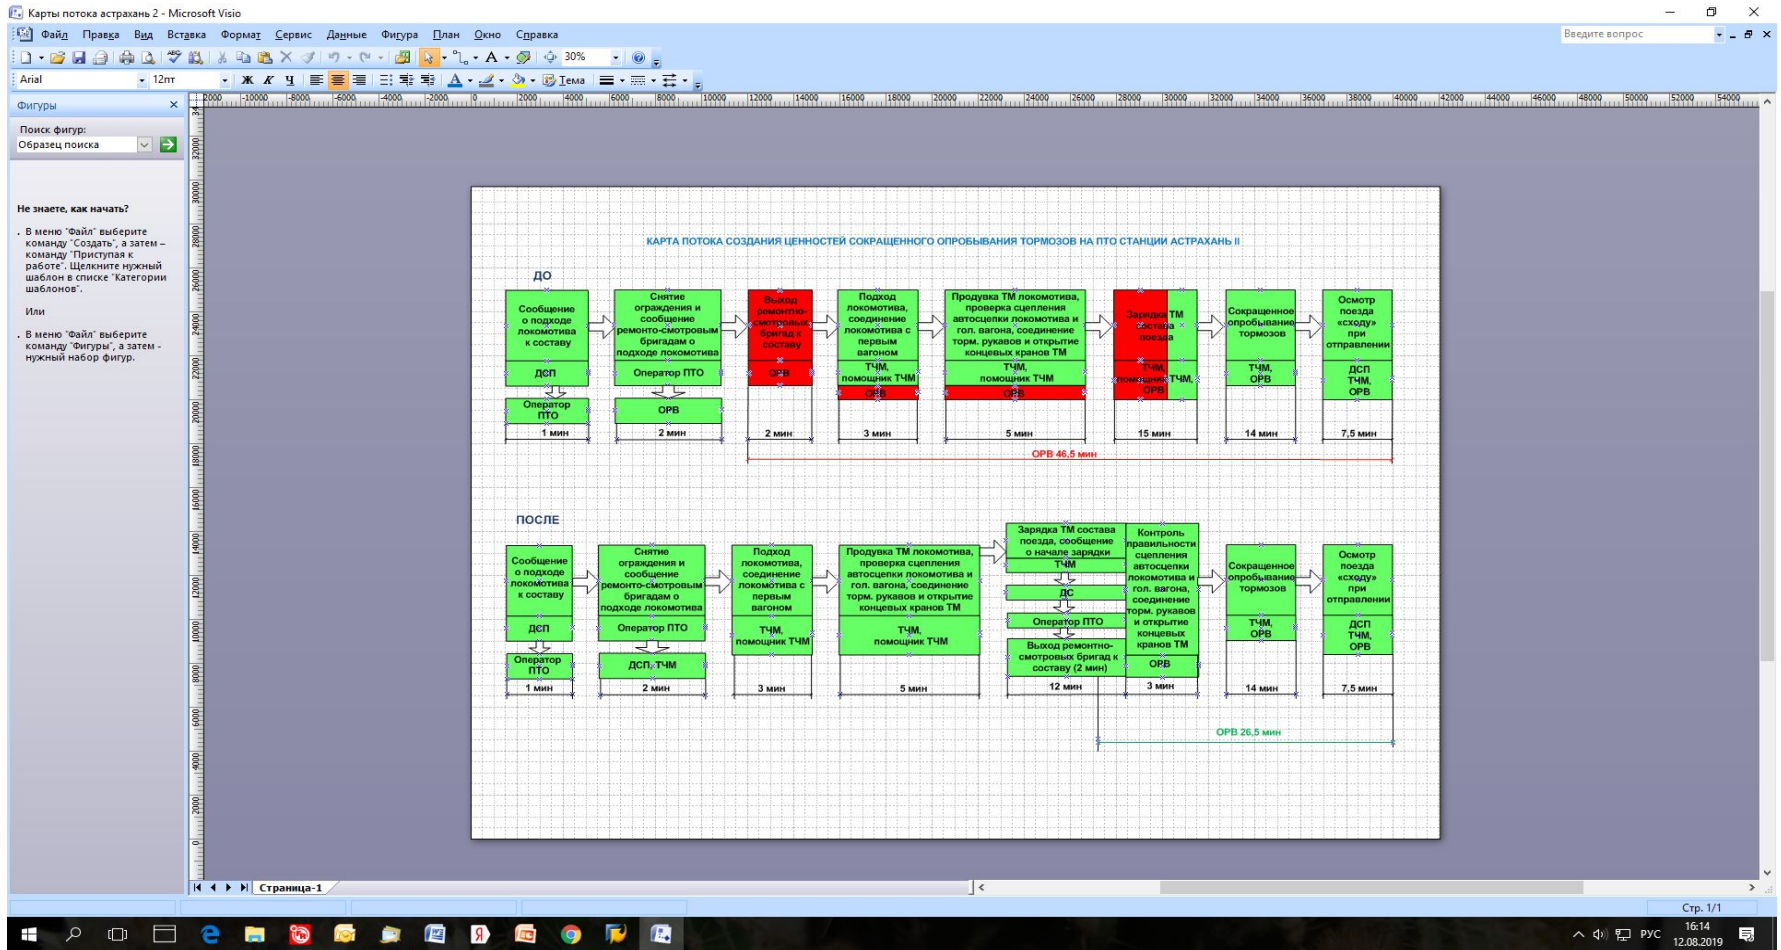 Карты потока астрахань 2 - Microsoft Visio
Файл Правка Вид Вставка Формат Сервис Данные Фигура План Окно Справка
Введите вопрос
30%
Arial 12пт Ж К Ч Тема
Фигуры
Поиск фигур:
Образец поиска
Не знаете, как начать?
. В меню "Файл" выберите
команду "Создать", а затем –
команду "Приступая к
работе". Щелкните нужный
шаблон в списке "Категории
шаблонов".
Или
. В меню "Файл" выберите
команду "Фигуры", а затем -
нужный набор фигур.
КАРТА ПОТОКА СОЗДАНИЯ ЦЕННОСТЕЙ СОКРАЩЕННОГО ОПРОБЫВАНИЯ ТОРМОЗОВ НА ПТО СТАНЦИИ АСТРАХАНЬ II
ДО
Сообщение
о подходе
локомотива
к составу
ДСП
Оператор
ПТО
1 мин
Снятие
ограждения и
сообщение
ремонто-смотровым
бригадам о
подходе локомотива
Оператор ПТО
ОРВ
2 мин
Выход
ремонтно-
смотровых
бригад к
составу
ОРВ
2 мин
Подход
локомотива,
соединение
локомотива с
первым
вагоном
ТЧМ,
помощник ТЧМ
ОРВ
3 мин
Продувка ТМ локомотива,
проверка сцепления
автосцепки локомотива и
гол. вагона, соединение
торм. рукавов и открытие
концевых кранов ТМ
ТЧМ,
помощник ТЧМ
ОРВ
5 мин
Зарядка ТМ
состава
поезда
ТЧМ,
помощник ТЧМ,
ОРВ
15 мин
Сокращенное
опробывание
тормозов
ТЧМ,
ОРВ
14 мин
Осмотр
поезда
«сходу»
при
отправлении
ДСП
ТЧМ,
ОРВ
7,5 мин
ОРВ 46,5 мин
ПОСЛЕ
Сообщение
о подходе
локомотива
к составу
ДСП
Оператор
ПТО
1 мин
Снятие
ограждения и
сообщение
ремонто-смотровым
бригадам о
подходе локомотива
Оператор ПТО
ДСП, ТЧМ
2 мин
Подход
локомотива,
соединение
локомотива с
первым
вагоном
ТЧМ,
помощник ТЧМ
3 мин
Продувка ТМ локомотива,
проверка сцепления
автосцепки локомотива и
гол. вагона, соединение
торм. рукавов и открытие
концевых кранов ТМ
ТЧМ,
помощник ТЧМ
5 мин
Зарядка ТМ состава
поезда, сообщение
о начале зарядки
ТЧМ
ДС
Оператор ПТО
Выход ремонтно-
смотровых бригад к
составу (2 мин)
12 мин
Контроль
правильности
сцепления
автосцепки
локомотива и
гол. вагона,
соединение
торм. рукавов
и открытие
концевых
кранов ТМ
ОРВ
3 мин
Сокращенное
опробывание
тормозов
ТЧМ,
ОРВ
14 мин
Осмотр
поезда
«сходу»
при
отправлении
ДСП
ТЧМ,
ОРВ
7,5 мин
ОРВ 26,5 мин
Страница-1
Стр. 1/1
РУС
16:14
12.08.2019